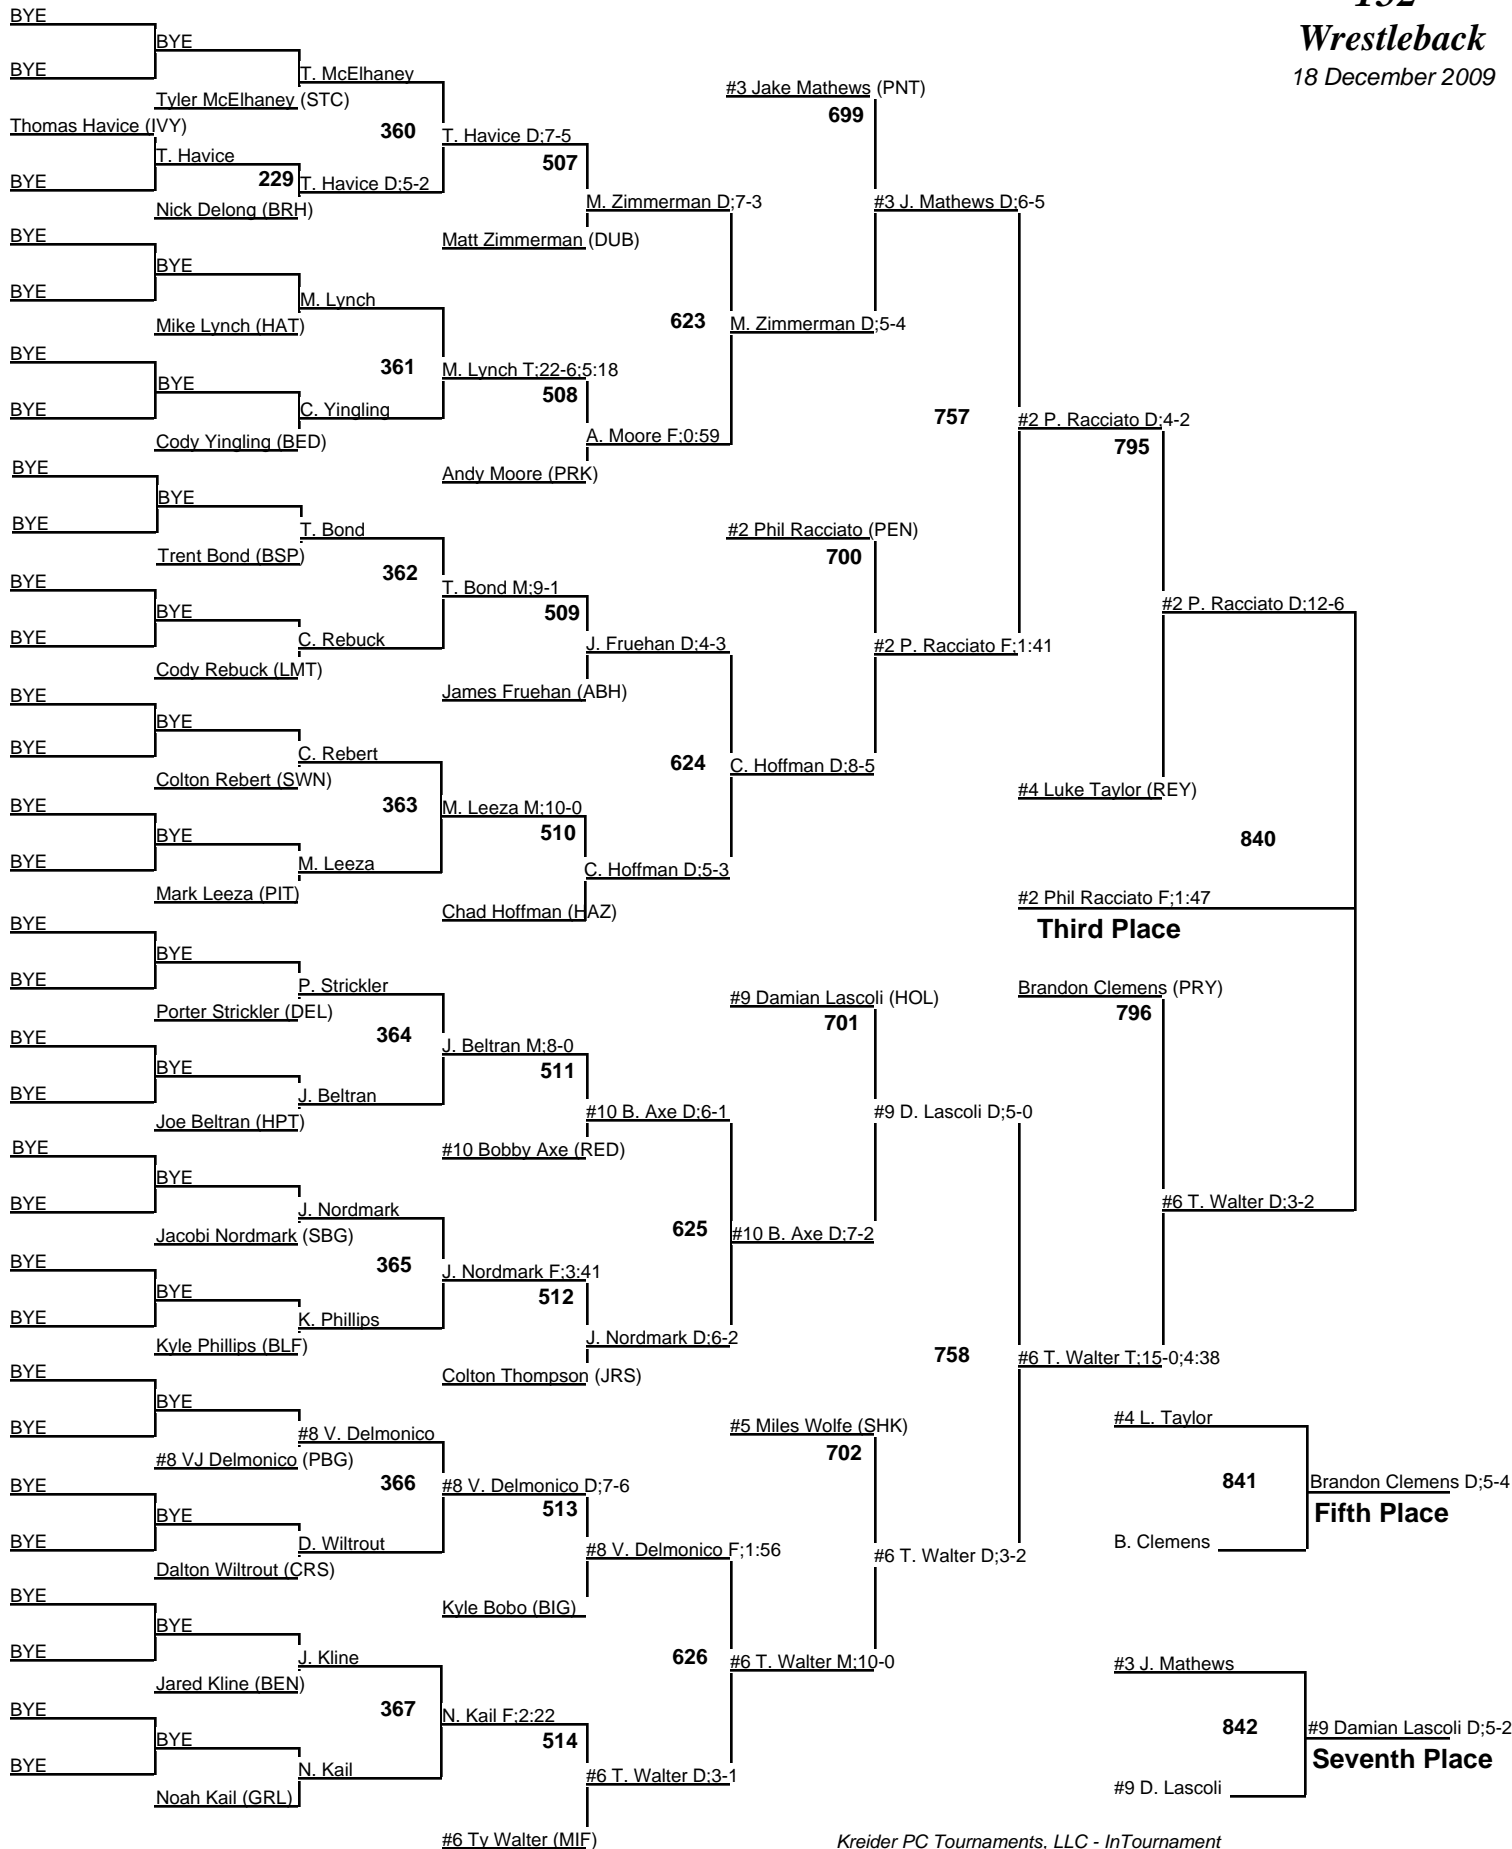 Wrestleback
18 December 2009
BYE
BYE
BYE
T. McElhaney
Tyler McElhaney (STC)
Thomas Havice (IVY)
360
T. Havice D;7-5
T. Havice
507
BYE
229
T. Havice D;5-2
Nick Delong (BRH)
M. Zimmerman D;7-3
Matt Zimmerman (DUB)
#3 Jake Mathews (PNT)
699
#3 J. Mathews D;6-5
BYE
BYE
BYE
M. Lynch
Mike Lynch (HAT)
623
M. Zimmerman D;5-4
BYE
361
M. Lynch T;22-6;5:18
BYE
508
BYE
C. Yingling
Cody Yingling (BED)
A. Moore F;0:59
Andy Moore (PRK)
757
#2 P. Racciato D;4-2
795
BYE
BYE
BYE
T. Bond
Trent Bond (BSP)
#2 Phil Racciato (PEN)
700
362
T. Bond M;9-1
509
BYE
BYE
BYE
C. Rebuck
Cody Rebuck (LMT)
J. Fruehan D;4-3
James Fruehan (ABH)
#2 P. Racciato F;1:41
#2 P. Racciato D;12-6
BYE
BYE
BYE
C. Rebert
Colton Rebert (SWN)
624
C. Hoffman D;8-5
#4 Luke Taylor (REY)
363
M. Leeza M;10-0
510
840
BYE
BYE
BYE
M. Leeza
Mark Leeza (PIT)
C. Hoffman D;5-3
Chad Hoffman (HAZ)
#2 Phil Racciato F;1:47
Third Place
BYE
BYE
BYE
P. Strickler
Porter Strickler (DEL)
#9 Damian Lascoli (HOL)
701
Brandon Clemens (PRY)
796
364
J. Beltran M;8-0
511
BYE
BYE
BYE
J. Beltran
Joe Beltran (HPT)
#10 B. Axe D;6-1
#10 Bobby Axe (RED)
#9 D. Lascoli D;5-0
BYE
BYE
BYE
J. Nordmark
Jacobi Nordmark (SBG)
625
#10 B. Axe D;7-2
#6 T. Walter D;3-2
365
J. Nordmark F;3:41
512
BYE
BYE
BYE
K. Phillips
Kyle Phillips (BLF)
J. Nordmark D;6-2
Colton Thompson (JRS)
758
#6 T. Walter T;15-0;4:38
BYE
BYE
BYE
#8 V. Delmonico
#8 VJ Delmonico (PBG)
#5 Miles Wolfe (SHK)
702
#4 L. Taylor
366
#8 V. Delmonico D;7-6
513
841
Brandon Clemens D;5-4
Fifth Place
B. Clemens
BYE
BYE
BYE
D. Wiltrout
Dalton Wiltrout (CRS)
#8 V. Delmonico F;1:56
Kyle Bobo (BIG)
#6 T. Walter D;3-2
BYE
BYE
BYE
J. Kline
Jared Kline (BEN)
626
#6 T. Walter M;10-0
#3 J. Mathews
367
N. Kail F;2:22
514
842
#9 Damian Lascoli D;5-2
Seventh Place
#9 D. Lascoli
BYE
BYE
BYE
N. Kail
Noah Kail (GRL)
#6 T. Walter D;3-1
#6 Ty Walter (MIF)
Kreider PC Tournaments, LLC - InTournament